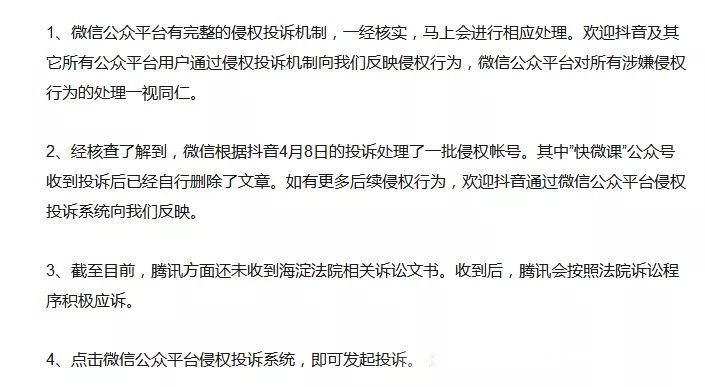 1、微信公众平台有完整的侵权投诉机制，一经核实，马上会进行相应处理。欢迎抖音及其
它所有公众平台用户通过侵权投诉机制向我们反映侵权行为，微信公众平台对所有涉嫌侵权
行为的处理一视同仁。
2、经核查了解到，微信根据抖音4月8日的投诉处理了一批侵权帐号。其中"快微课"公众号
收到投诉后已经自行删除了文章。如有更多后续侵权行为，欢迎抖音通过微信公众平台侵权
投诉系统向我们反映。
3、截至目前，腾讯方面还未收到海淀法院相关诉讼文书。收到后，腾讯会按照法院诉讼程
序积极应诉。
4、点击微信公众平台侵权投诉系统，即可发起投诉。